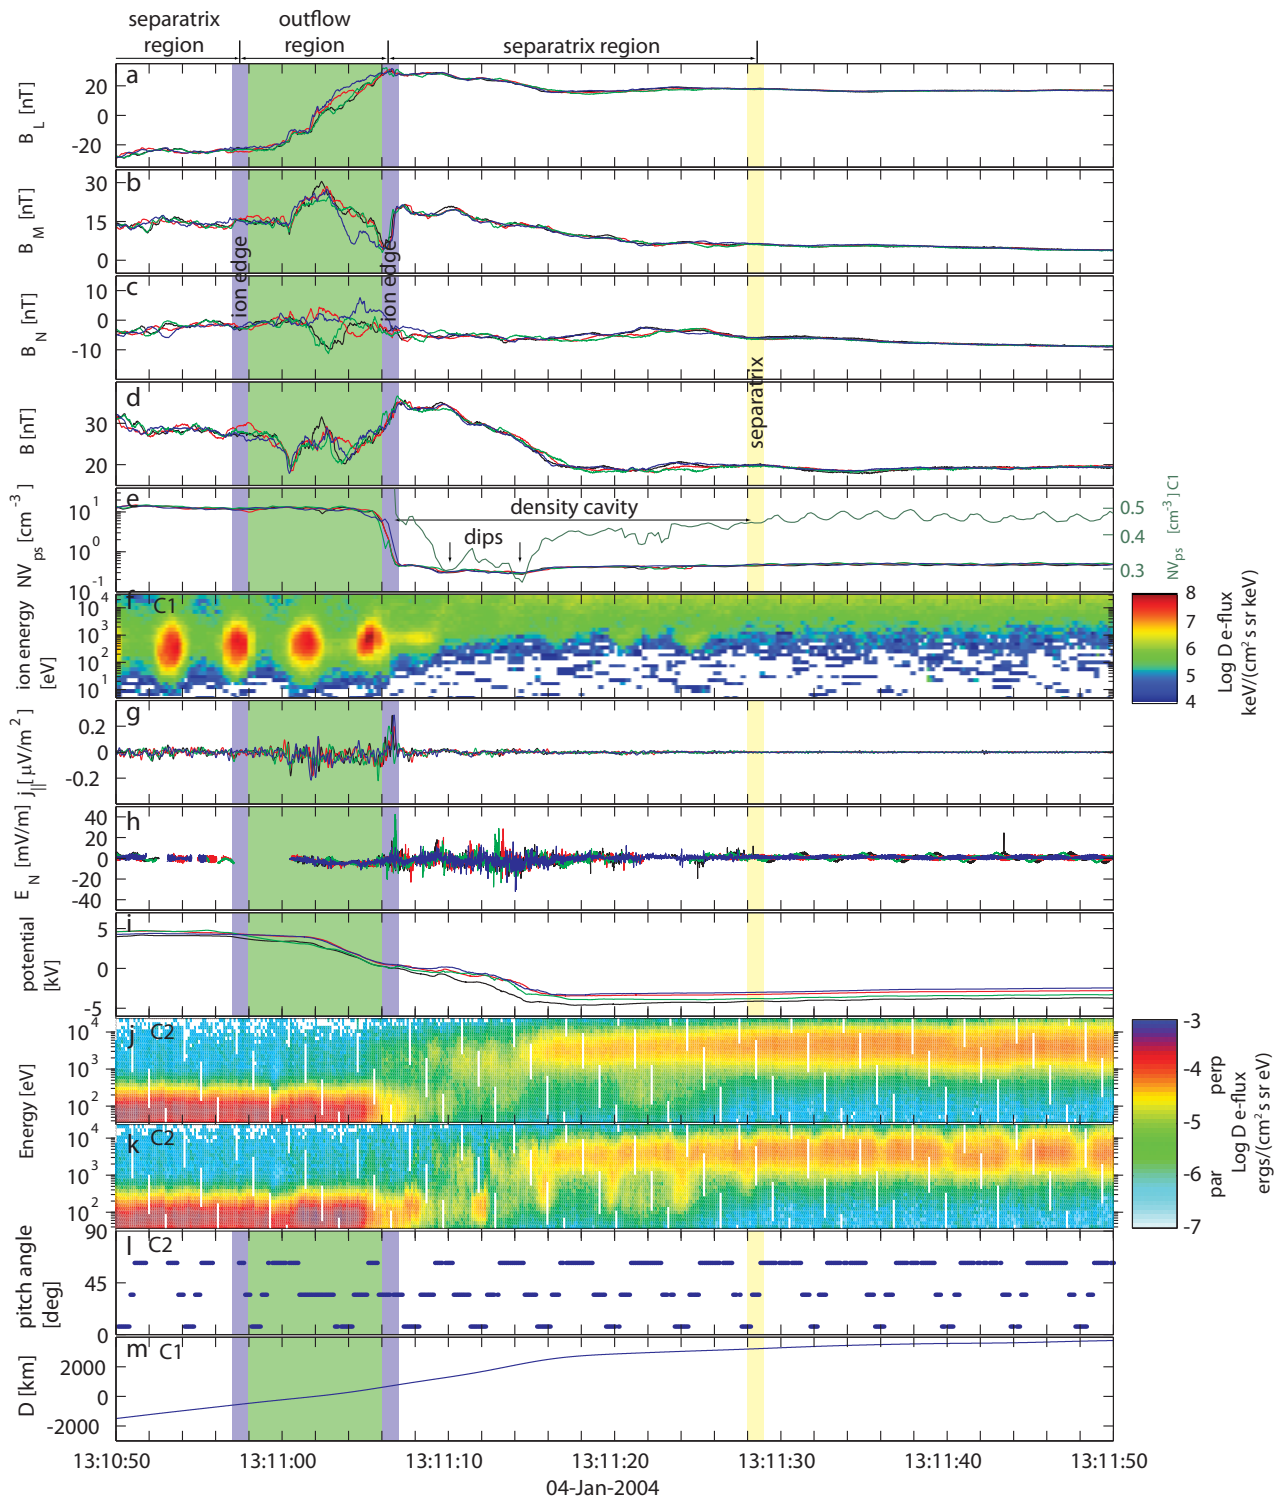 separatrix region
outflow region
separatrix region
a
B_L [nT]
20
0
-20
b
B_M [nT]
30
15
0
ion edge
ion edge
c
B_N [nT]
10
0
-10
separatrix
d
B [nT]
30
20
e
NV_ps [cm^-3]
10^1
10^0
10^-1
density cavity
dips
0.5
0.4
0.3
NV_ps [cm^-3] C1
f
C1
ion energy [eV]
10^4
10^3
10^2
10^1
8
7
6
5
4
Log D e-flux
keV/(cm^2 s sr keV)
g
j_|| [μV/m^2]
0.2
0
-0.2
h
E_N [mV/m]
40
20
0
-20
-40
i
potential [kV]
5
0
-5
j
C2
Energy [eV]
10^4
10^3
10^2
k
C2
10^4
10^3
10^2
-3
-4
-5
-6
-7
par
perp
Log D e-flux
ergs/(cm^2 s sr eV)
l
C2
pitch angle [deg]
90
45
0
m
C1
D [km]
2000
0
-2000
13:10:50
13:11:00
13:11:10
13:11:20
13:11:30
13:11:40
13:11:50
04-Jan-2004